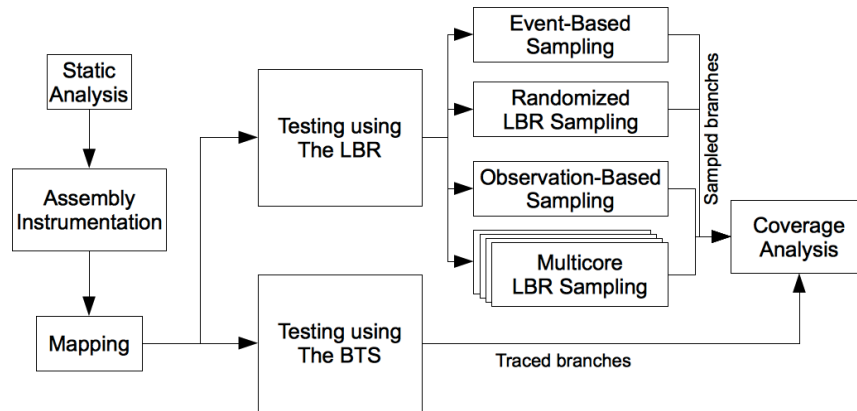 Static
Analysis
Assembly
Instrumentation
Mapping
Testing using
The LBR
Testing using
The BTS
Event-Based
Sampling
Randomized
LBR Sampling
Observation-Based
Sampling
Multicore
LBR Sampling
Sampled branches
Traced branches
Coverage
Analysis